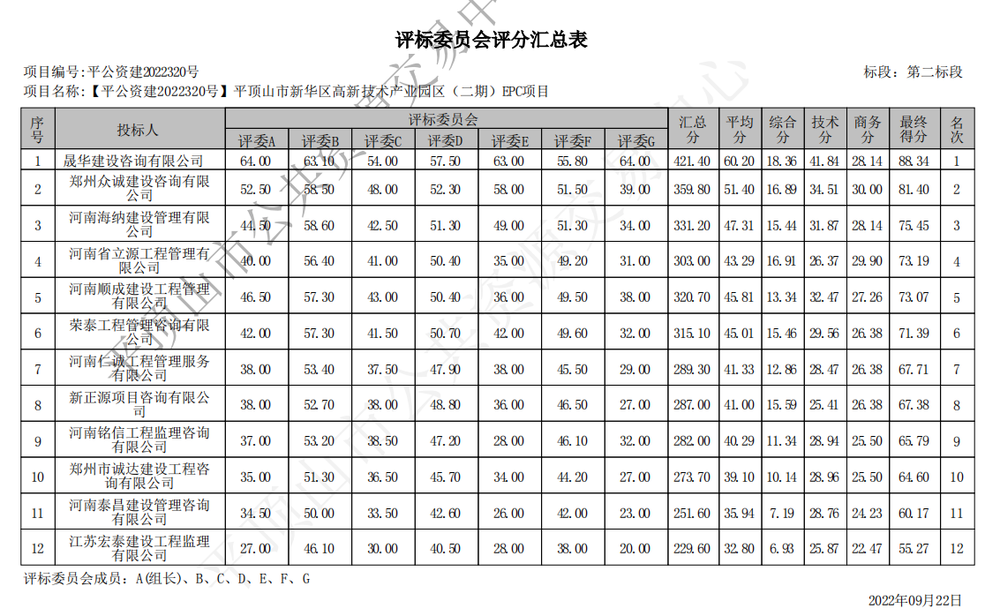 评标委员会评分汇总表
项目编号:平公资建2022320号 标段：第二标段
项目名称:【平公资建2022320号】平顶山市新华区高新技术产业园区（二期）EPC项目
序号 投标人 评标委员会 汇总分 平均分 综合分 技术分 商务分 最终得分 名次
评委A 评委B 评委C 评委D 评委E 评委F 评委G
1 晟华建设咨询有限公司 64.00 63.10 54.00 57.50 63.00 55.80 64.00 421.40 60.20 18.36 41.84 28.14 88.34 1
2 郑州众诚建设咨询有限公司 52.50 58.50 48.00 52.30 58.00 51.50 39.00 359.80 51.40 16.89 34.51 30.00 81.40 2
3 河南海纳建设管理有限公司 44.50 58.60 42.50 51.30 49.00 51.30 34.00 331.20 47.31 15.44 31.87 28.14 75.45 3
4 河南省立源工程管理有限公司 40.00 56.40 41.00 50.40 35.00 49.20 31.00 303.00 43.29 16.91 26.37 29.90 73.19 4
5 河南顺成建设工程管理有限公司 46.50 57.30 43.00 50.40 36.00 49.50 38.00 320.70 45.81 13.34 32.47 27.26 73.07 5
6 荣泰工程管理咨询有限公司 42.00 57.30 41.50 50.70 42.00 49.60 32.00 315.10 45.01 15.46 29.56 26.38 71.39 6
7 河南仁诚工程管理服务有限公司 38.00 53.40 37.50 47.90 38.00 45.50 29.00 289.30 41.33 12.86 28.47 26.38 67.71 7
8 新正源项目咨询有限公司 38.00 52.70 38.00 48.80 36.00 46.50 27.00 287.00 41.00 15.59 25.41 26.38 67.38 8
9 河南铭信工程监理咨询有限公司 37.00 53.20 38.50 47.20 28.00 46.10 32.00 282.00 40.29 11.34 28.94 25.50 65.79 9
10 郑州市诚达建设工程咨询有限公司 35.00 51.30 36.50 45.70 34.00 44.20 27.00 273.70 39.10 10.14 28.96 25.50 64.60 10
11 河南泰昌建设管理咨询有限公司 34.50 50.00 33.50 42.60 26.00 42.00 23.00 251.60 35.94 7.19 28.76 24.23 60.17 11
12 江苏宏泰建设工程监理有限公司 27.00 46.10 30.00 40.50 28.00 38.00 20.00 229.60 32.80 6.93 25.87 22.47 55.27 12
评标委员会成员：A(组长)、B、C、D、E、F、G
2022年09月22日
平顶山市公共资源交易中
平顶山市公共资源交易中心